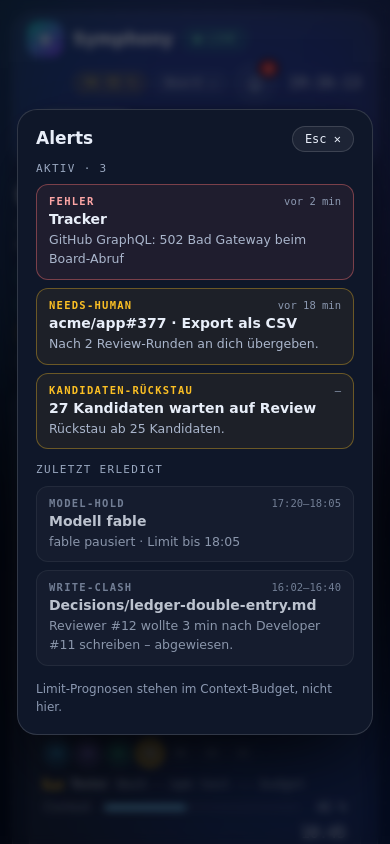 Symphony
Alerts
Esc ×
AKTIV · 3
FEHLER
vor 2 min
Tracker
GitHub GraphQL: 502 Bad Gateway beim
Board-Abruf
NEEDS-HUMAN
vor 18 min
acme/app#377 · Export als CSV
Nach 2 Review-Runden an dich übergeben.
KANDIDATEN-RÜCKSTAU
—
27 Kandidaten warten auf Review
Rückstau ab 25 Kandidaten.
ZULETZT ERLEDIGT
MODEL-HOLD
17:20–18:05
Modell fable
fable pausiert · Limit bis 18:05
WRITE-CLASH
16:02–16:40
Decisions/ledger-double-entry.md
Reviewer #12 wollte 3 min nach Developer
#11 schreiben – abgewiesen.
Limit-Prognosen stehen im Context-Budget, nicht
hier.